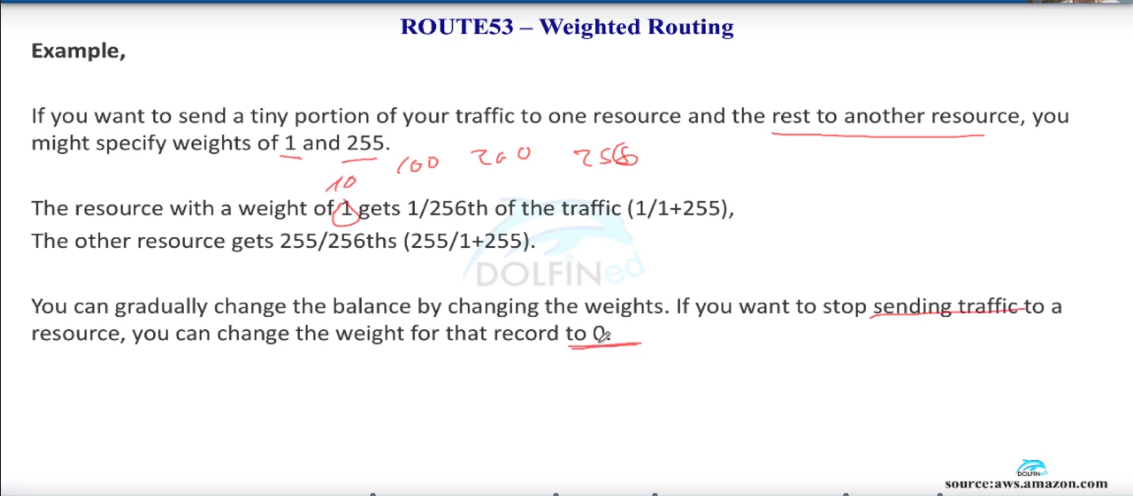 ROUTE53 – Weighted Routing
Example,
If you want to send a tiny portion of your traffic to one resource and the rest to another resource, you
might specify weights of 1 and 255.
100 200
10
The resource with a weight of 1 gets 1/256th of the traffic (1/1+255),
The other resource gets 255/256ths (255/1+255).
DOLFINed
You can gradually change the balance by changing the weights. If you want to stop sending traffic to a
resource, you can change the weight for that record to 0.
DOLFINed
source:aws.amazon.com